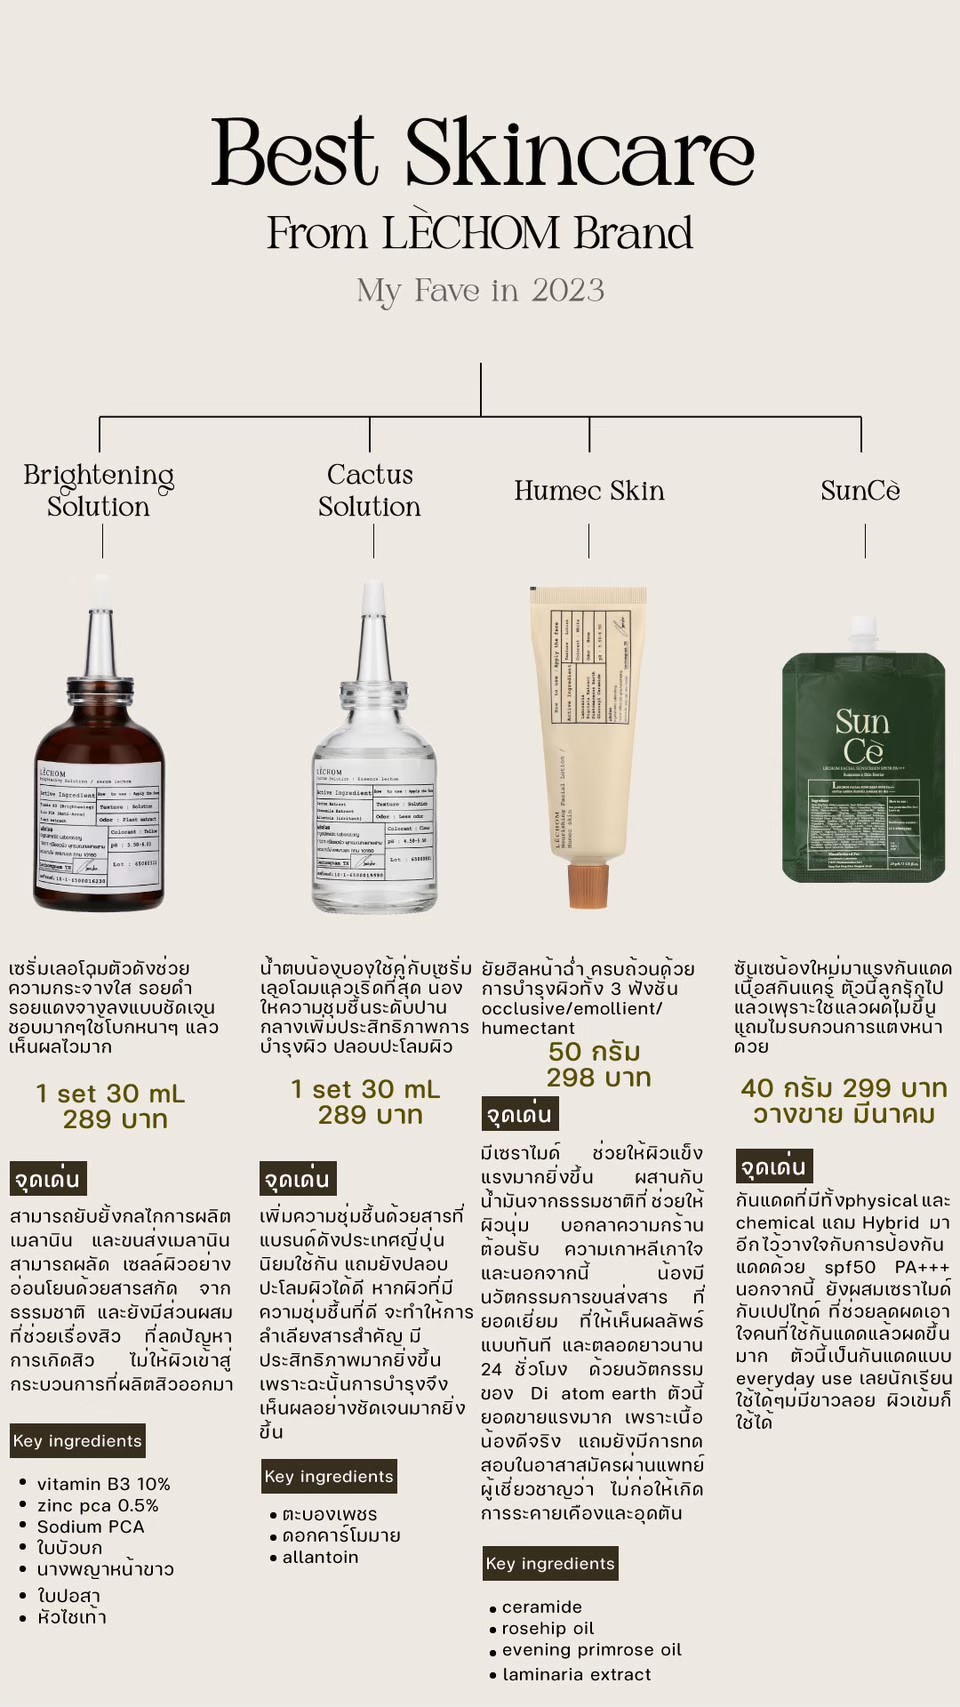 Best Skincare
From LÈCHOM Brand
My Fave in 2023
Brightening
Solution
Cactus
Solution
Humec Skin
SunCè
LÈCHOM
Brightening Solution / serum lechom
Active Ingredient
Texture : Solution
Odor : Plant extract
Colorant : Yellow
LÈCHOM
Active Ingredient
Texture : Solution
Odor : Less odor
Colorant : Clear
LÈCHOM
Nourishing Facial Lotion /
Humec skin
Sun
Cè
เซรั่มเลอโฉมตัวดังช่วย
ความกระจ่างใส รอยดำ
รอยแดงจางลงแบบชัดเจน
ชอบมากๆใช้โบกหนาๆ แล้ว
เห็นผลไวมาก
1 set 30 mL
289 บาท
จุดเด่น
สามารถยับยั้งกลไกการผลิต
เมลานิน และขนส่งเมลานิน
สามารถผลัด เซลล์ผิวอย่าง
อ่อนโยนด้วยสารสกัด จาก
ธรรมชาติ และยังมีส่วนผสม
ที่ช่วยเรื่องสิว ที่ลดปัญหา
การเกิดสิว ไม่ให้ผิวเข้าสู่
กระบวนการที่ผลิตสิวออกมา
Key ingredients
• vitamin B3 10%
• zinc pca 0.5%
• Sodium PCA
• ใบบัวบก
• นางพญาหน้าขาว
• ใบปอสา
• หัวไชเท้า
น้ำตบน้องบองใช้คู่กับเซรั่ม
เลอโฉมแล้วเริ่ดที่สุด น้อง
ให้ความชุ่มชื้นระดับปาน
กลางเพิ่มประสิทธิภาพการ
บำรุงผิว ปลอบปะโลมผิว
1 set 30 mL
289 บาท
จุดเด่น
เพิ่มความชุ่มชื้นด้วยสารที่
แบรนด์ดังประเทศญี่ปุ่น
นิยมใช้กัน แถมยังปลอบ
ปะโลมผิวได้ดี หากผิวที่มี
ความชุ่มชื้นที่ดี จะทำให้การ
ลำเลียงสารสำคัญ มี
ประสิทธิภาพมากยิ่งขึ้น
เพราะฉะนั้นการบำรุงจึง
เห็นผลอย่างชัดเจนมากยิ่ง
ขึ้น
Key ingredients
• ตะบองเพชร
• ดอกคาร์โมมาย
• allantoin
ยัยฮิลหน้าฉ่ำ ครบถ้วนด้วย
การบำรุงผิวทั้ง 3 ฟังชั่น
occlusive/emollient/
humectant
50 กรัม
298 บาท
จุดเด่น
มีเซราไมด์ ช่วยให้ผิวแข็ง
แรงมากยิ่งขึ้น ผสานกับ
น้ำมันจากธรรมชาติที่ ช่วยให้
ผิวนุ่ม บอกลาความกร้าน
ต้อนรับ ความเกาหลีเกาใจ
และนอกจากนี้ น้องมี
นวัตกรรมการขนส่งสาร ที่
ยอดเยี่ยม ที่ให้เห็นผลลัพธ์
แบบทันที และตลอดยาวนาน
24 ชั่วโมง ด้วยนวัตกรรม
ของ Di atom earth ตัวนี้
ยอดขายแรงมาก เพราะเนื้อ
น้องดีจริง แถมยังมีการทด
สอบในอาสาสมัครผ่านแพทย์
ผู้เชี่ยวชาญว่า ไม่ก่อให้เกิด
การระคายเคืองและอุดตัน
Key ingredients
• ceramide
• rosehip oil
• evening primrose oil
• laminaria extract
ซันเซน้องใหม่มาแรงกันแดด
เนื้อสกินแคร์ ตัวนี้ลูกรักไป
แล้วเพราะใช้แล้วผดไม่ขึ้น
แถมไม่รบกวนการแต่งหน้า
ด้วย
40 กรัม 299 บาท
วางขาย มีนาคม
จุดเด่น
กันแดดที่มีทั้งphysical และ
chemical แถม Hybrid มา
อีก ไว้วางใจกับการป้องกัน
แดดด้วย spf50 PA+++
นอกจากนี้ ยังผสมเซราไมด์
กับเปปไทด์ ที่ช่วยลดผดเอา
ใจคนที่ใช้กันแดดแล้วผดขึ้น
มาก ตัวนี้เป็นกันแดดแบบ
everyday use เลยนักเรียน
ใช้ได้ๆม่มีขาวลอย ผิวเข้มก็
ใช้ได้